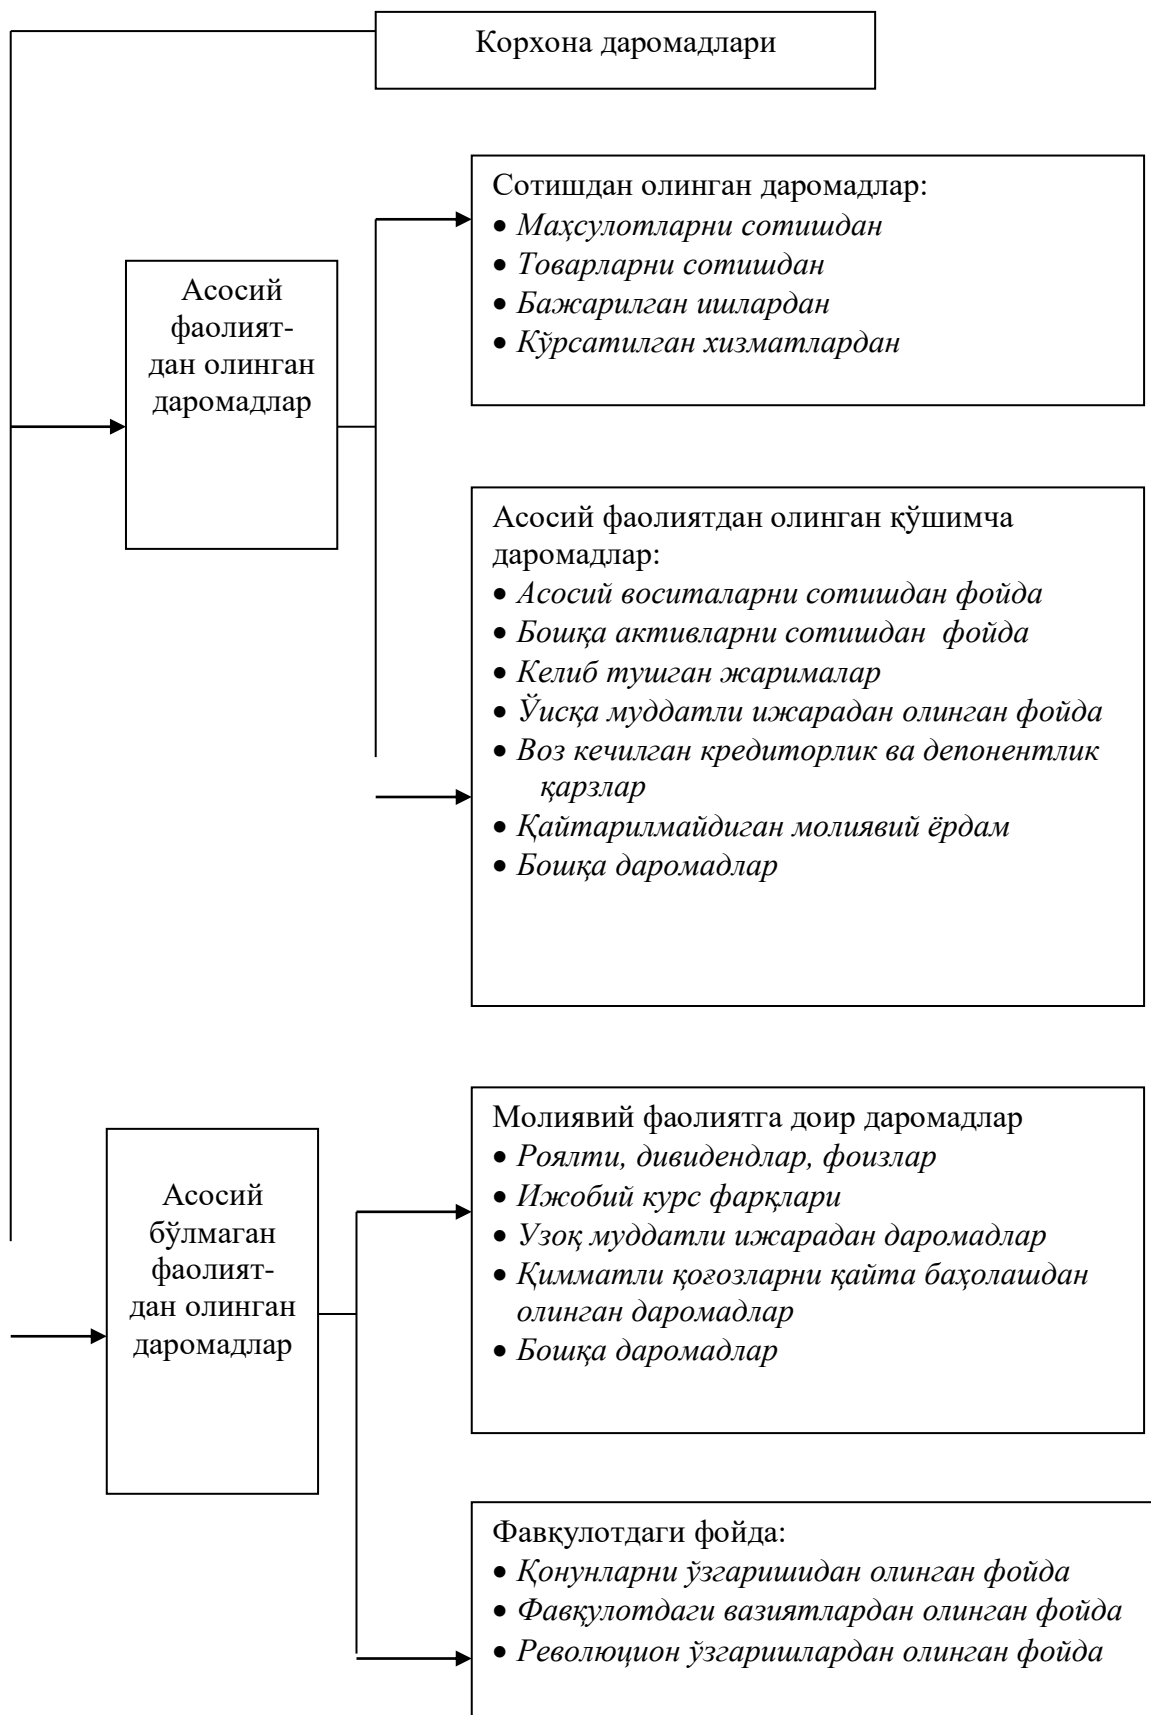 Корхона даромадлари
Сотишдан олинган даромадлар:
• Маҳсулотларни сотишдан
• Товарларни сотишдан
• Бажарилган ишлардан
• Кўрсатилган хизматлардан
Асосий
фаолият-
дан олинган
даромадлар
Асосий фаолиятдан олинган қўшимча
даромадлар:
• Асосий воситаларни сотишдан фойда
• Бошқа активларни сотишдан фойда
• Келиб тушган жарималар
• Ўисқа муддатли ижарадан олинган фойда
• Воз кечилган кредиторлик ва депонентлик
қарзлар
• Қайтарилмайдиган молиявий ёрдам
• Бошқа даромадлар
Молиявий фаолиятга доир даромадлар
• Роялти, дивидендлар, фоизлар
• Ижобий курс фарқлари
• Узоқ муддатли ижарадан даромадлар
• Қимматли қоғозларни қайта баҳолашдан
олинган даромадлар
• Бошқа даромадлар
Асосий
бўлмаган
фаолият-
дан олинган
даромадлар
Фавқулотдаги фойда:
• Қонунларни ўзгаришидан олинган фойда
• Фавқулотдаги вазиятлардан олинган фойда
• Революцион ўзгаришлардан олинган фойда